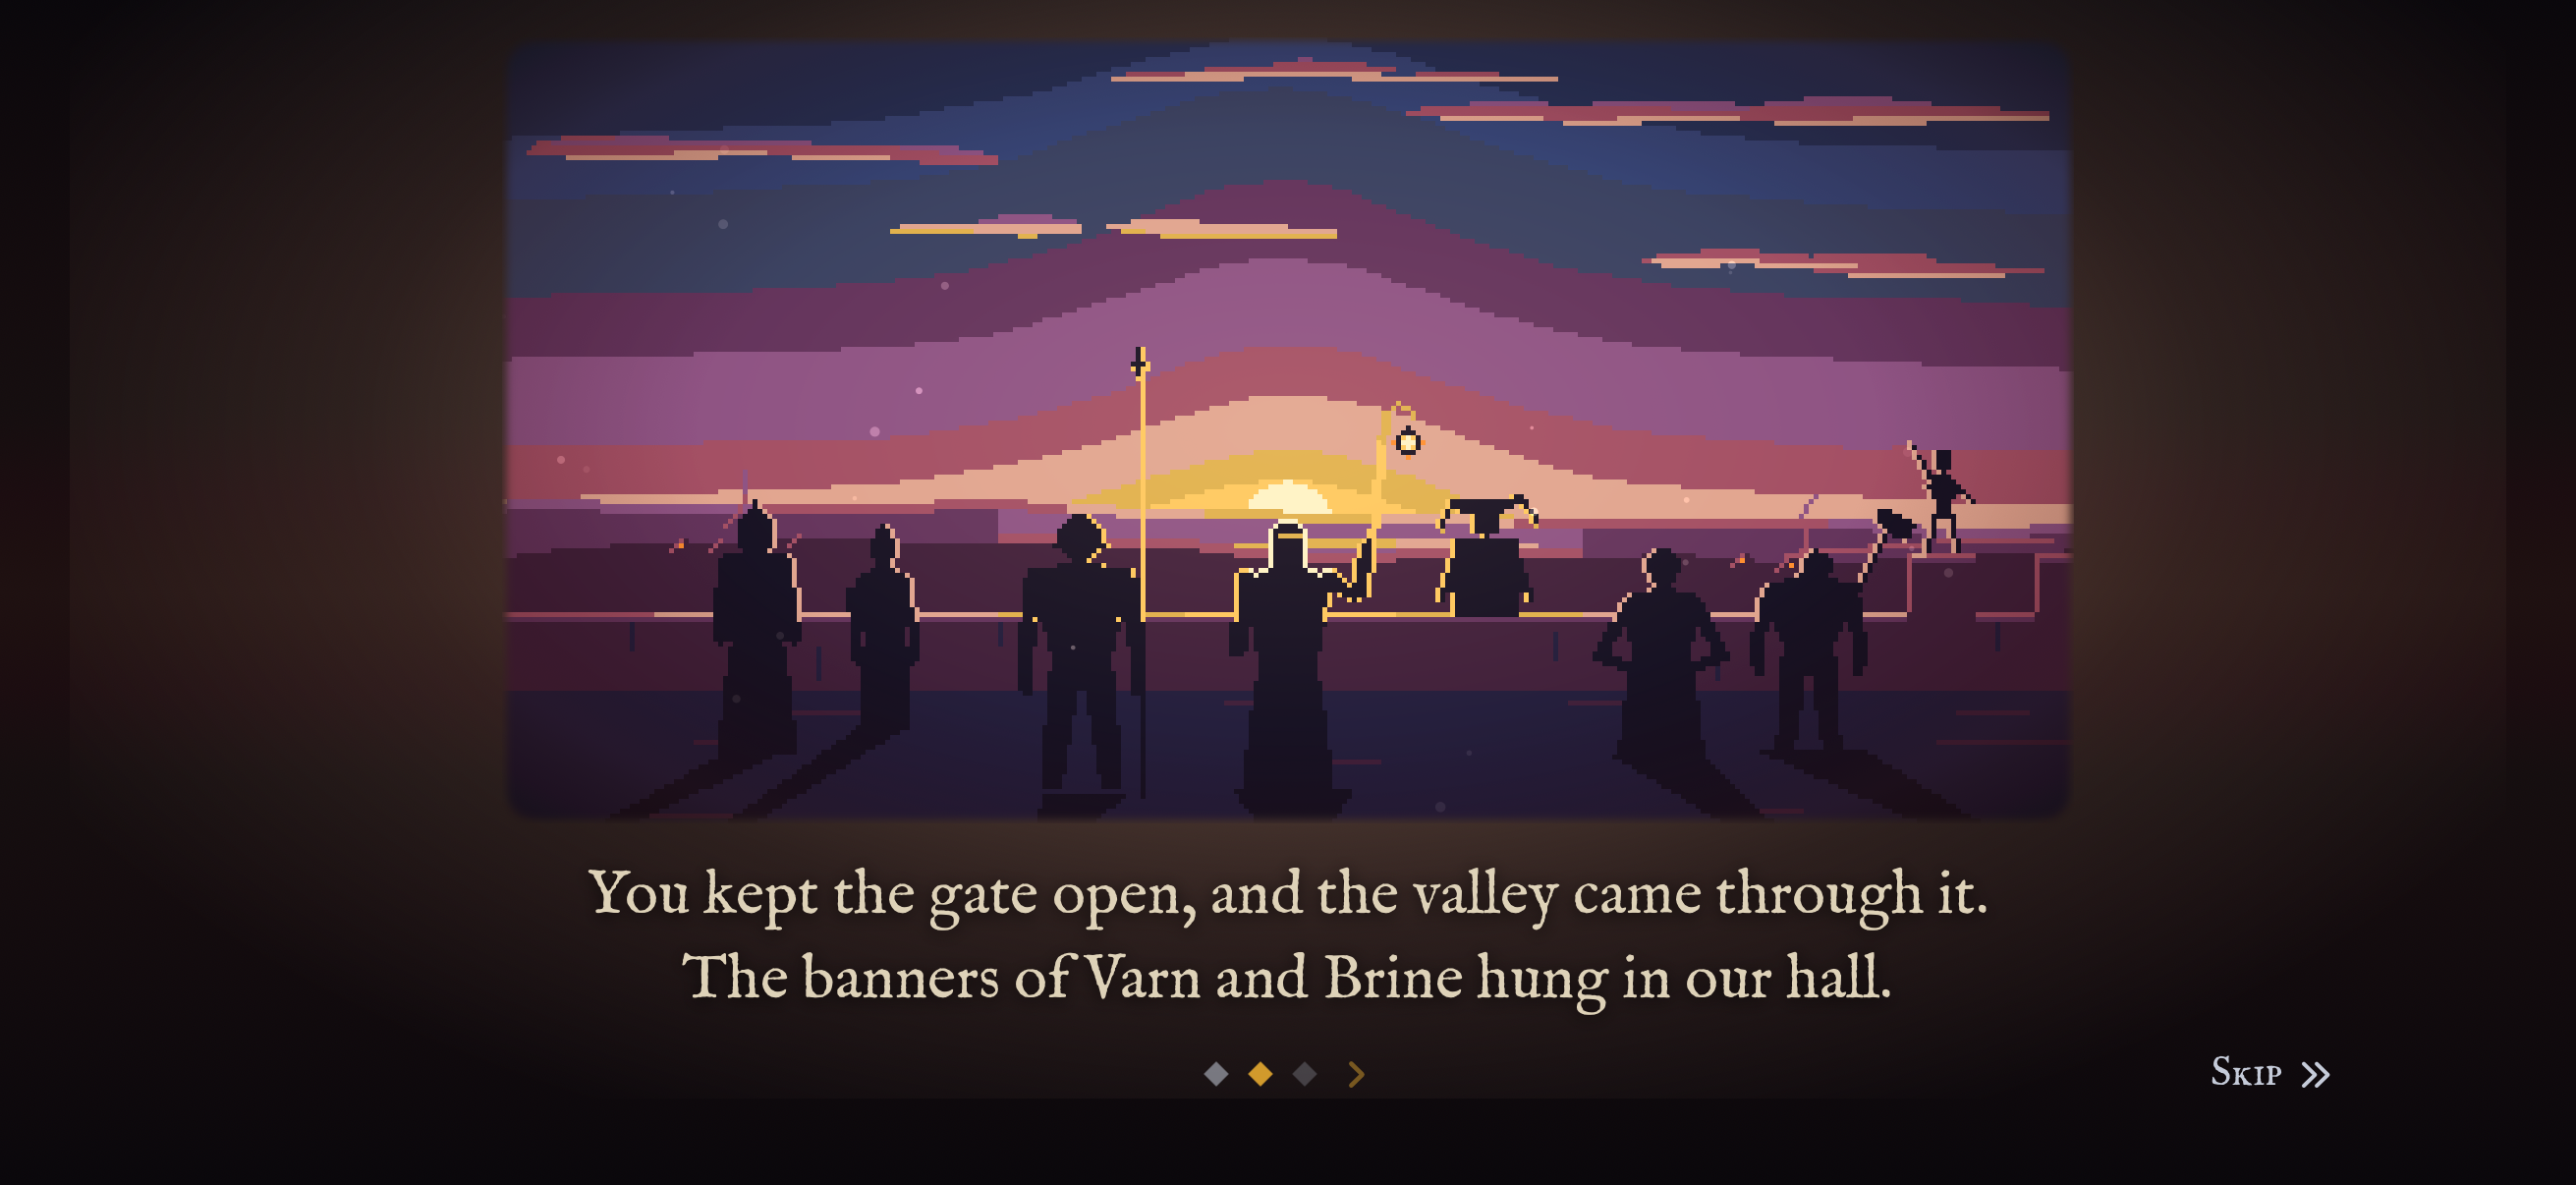 You kept the gate open, and the valley came through it.
The banners of Varn and Brine hung in our hall.
Skip